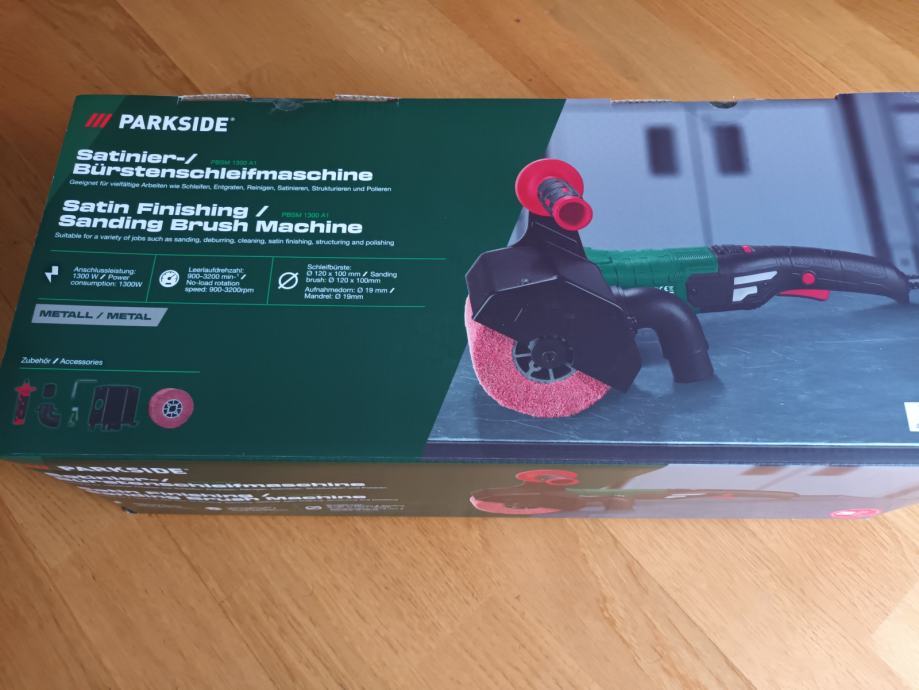 PARKSIDE®
Satinier-/ PBSM 1300 A1
Bürstenschleifmaschine
Geeignet für vielfältige Arbeiten wie Schleifen, Entgraten, Reinigen, Satinieren, Strukturieren und Polieren
Satin Finishing / PBSM 1300 A1
Sanding Brush Machine
Suitable for a variety of jobs such as sanding, deburring, cleaning, satin finishing, structuring and polishing
Anschlussleistung:
1300 W / Power
consumption: 1300W
Leerlaufdrehzahl:
900–3200 min⁻¹ /
No-load rotation
speed: 900-3200rpm
Schleifbürste:
Ø 120 x 100 mm / Sanding
brush: Ø 120 x 100mm
Aufnahmedorn: Ø 19 mm /
Mandrel: Ø 19mm
METALL / METAL
Zubehör / Accessories
PARKSIDE